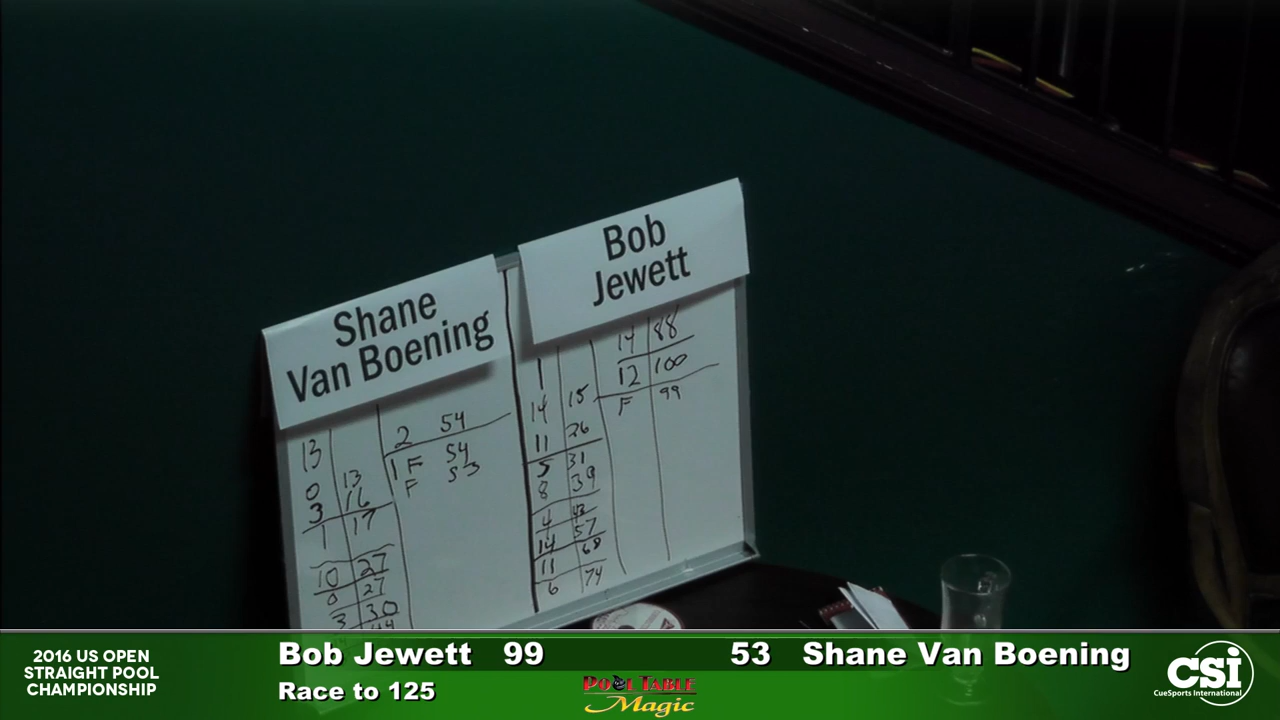 Shane
Van Boening
Bob
Jewett
13
0 13
3 16
1 17
10 27
0 27
3 30
2 54
1F 54
F 53
1
14 15
11 26
5 31
8 39
4 43
14 57
11 68
6 74
14 88
12 100
F 99
2016 US OPEN
STRAIGHT POOL
CHAMPIONSHIP
Bob Jewett 99
53 Shane Van Boening
Race to 125
POOL TABLE
Magic
CSI
CueSports International